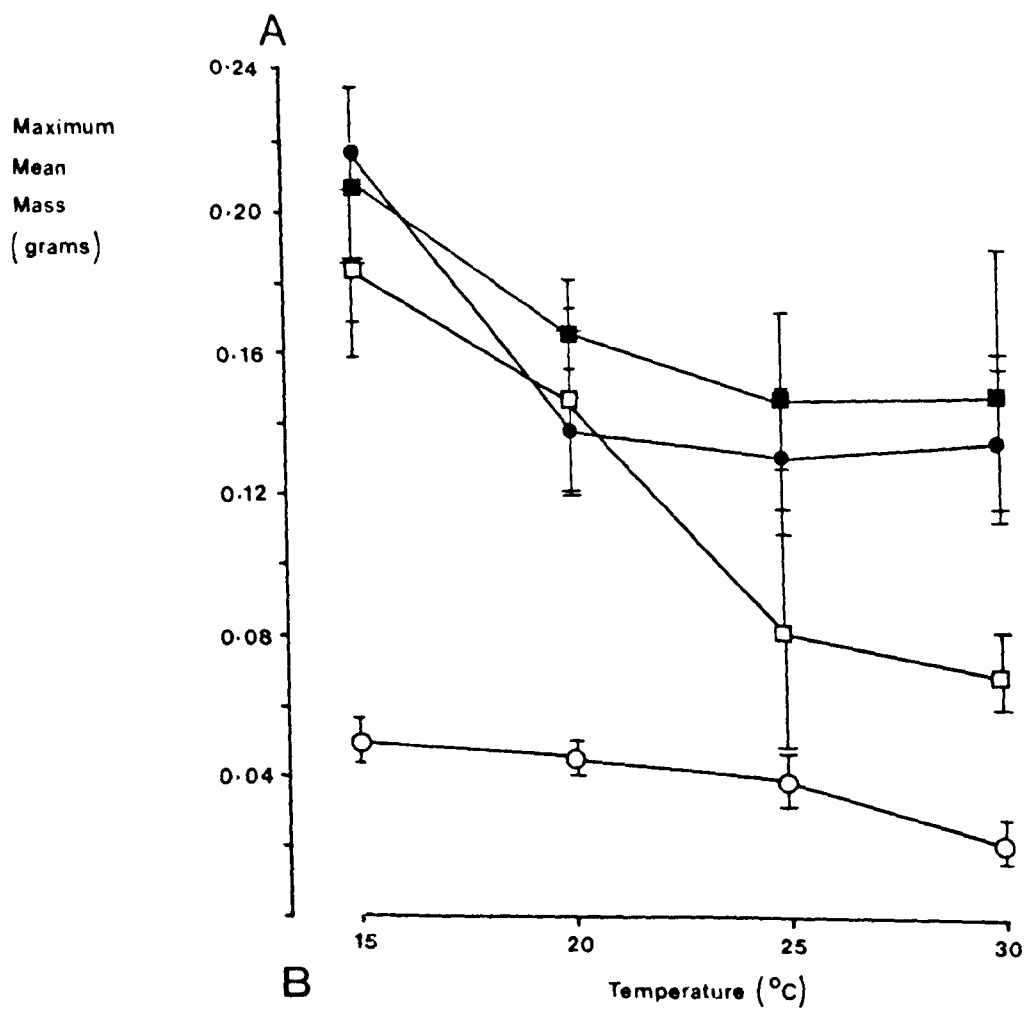 A
0·24
Maximum
Mean
Mass
(grams)
0·20
0·16
0·12
0·08
0·04
15 20 25 30
B
Temperature (°C)